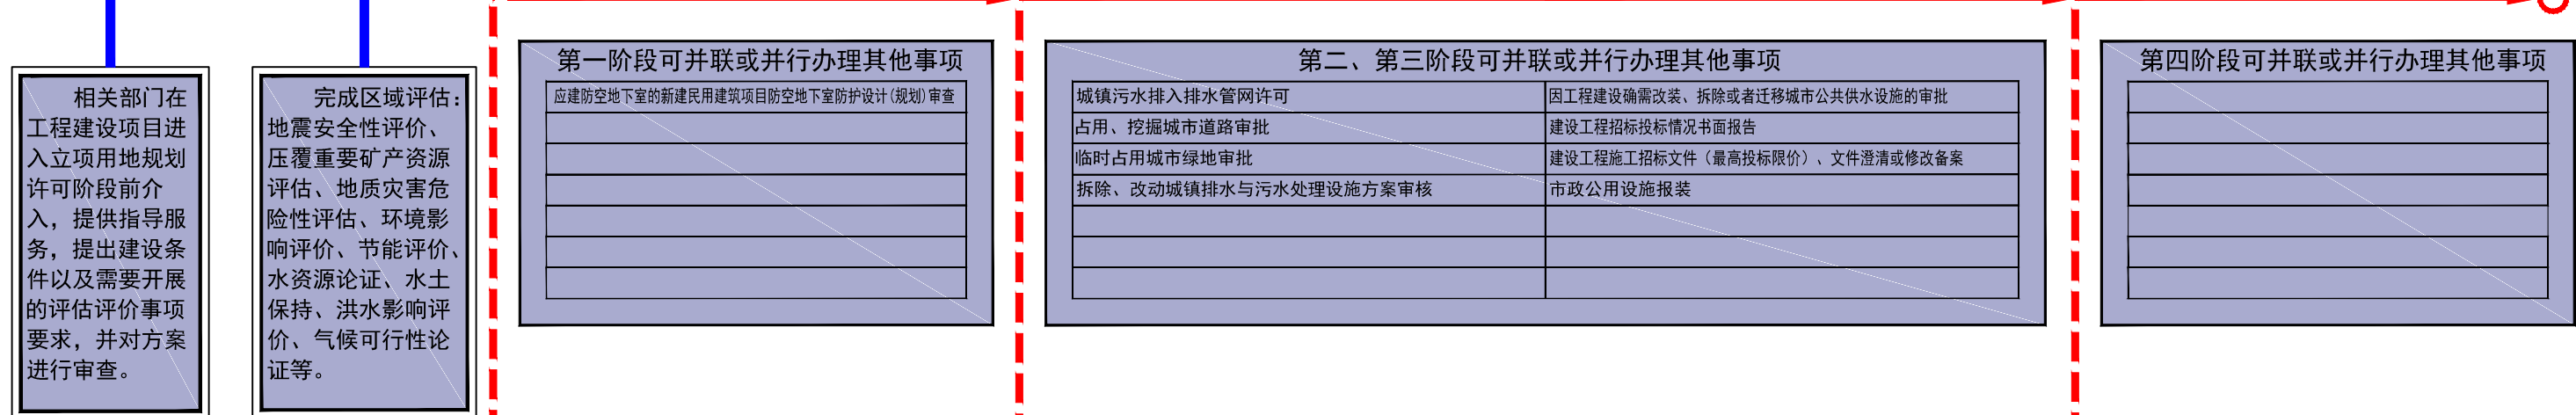 相关部门在
工程建设项目进
入立项用地规划
许可阶段前介
入，提供指导服
务，提出建设条
件以及需要开展
的评估评价事项
要求，并对方案
进行审查。
完成区域评估：
地震安全性评价、
压覆重要矿产资源
评估、地质灾害危
险性评估、环境影
响评价、节能评价、
水资源论证、水土
保持、洪水影响评
价、气候可行性论
证等。
第一阶段可并联或并行办理其他事项
应建防空地下室的新建民用建筑项目防空地下室防护设计(规划)审查
第二、第三阶段可并联或并行办理其他事项
城镇污水排入排水管网许可
因工程建设确需改装、拆除或者迁移城市公共供水设施的审批
占用、挖掘城市道路审批
建设工程招标投标情况书面报告
临时占用城市绿地审批
建设工程施工招标文件（最高投标限价）、文件澄清或修改备案
拆除、改动城镇排水与污水处理设施方案审核
市政公用设施报装
第四阶段可并联或并行办理其他事项